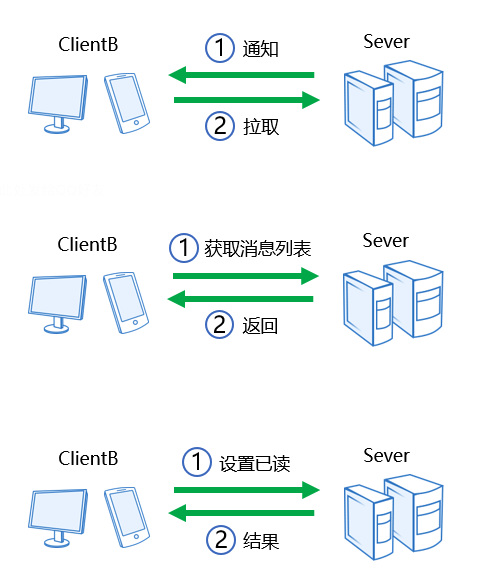 ClientB
Sever
① 通知
② 拉取
ClientB
Sever
① 获取消息列表
② 返回
ClientB
Sever
① 设置已读
② 结果